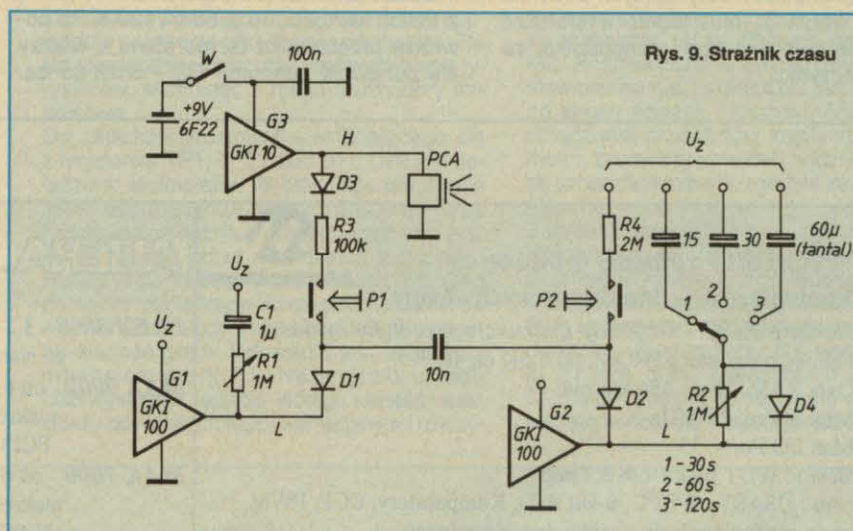 Rys. 9. Strażnik czasu
W
100n
+9V
6F22
G3
GKI 10
H
D3
PCA
R3
100k
P1
U_Z
C1
1µ
R1
1M
D1
L
U_Z
G1
GKI
100
10n
U_Z
R4
2M
15
30
60µ
(tantal)
P2
1
2
3
D2
R2
1M
D4
L
G2
GKI
100
1-30s
2-60s
3-120s